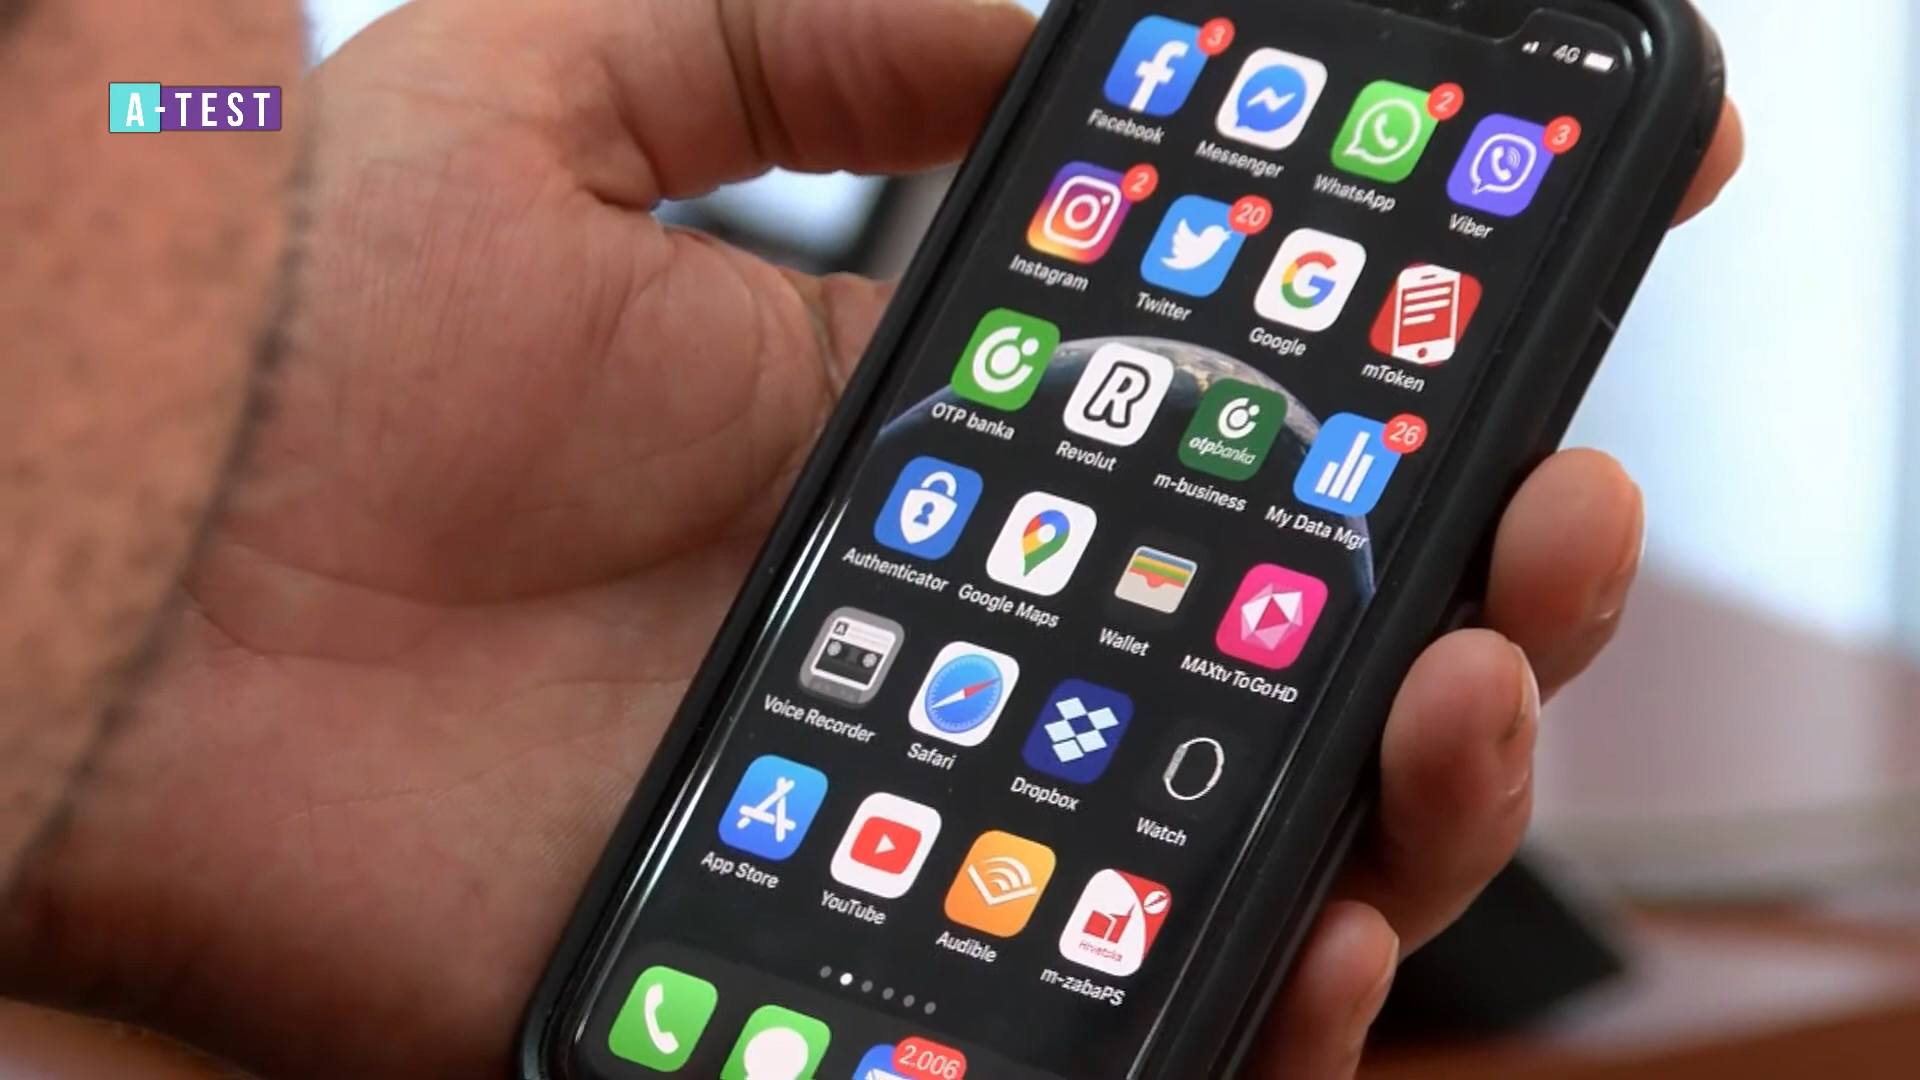 A-TEST
4G
3
2
3
Facebook
Messenger
WhatsApp
Viber
2
20
Instagram
Twitter
Google
mToken
R
otpbanka
26
OTP banka
Revolut
m-business
My Data Mgr
Authenticator
Google Maps
Wallet
MAXtv To Go HD
A
Voice Recorder
Safari
Dropbox
Watch
Hrvatska
App Store
YouTube
Audible
m-zabaPS
2.006